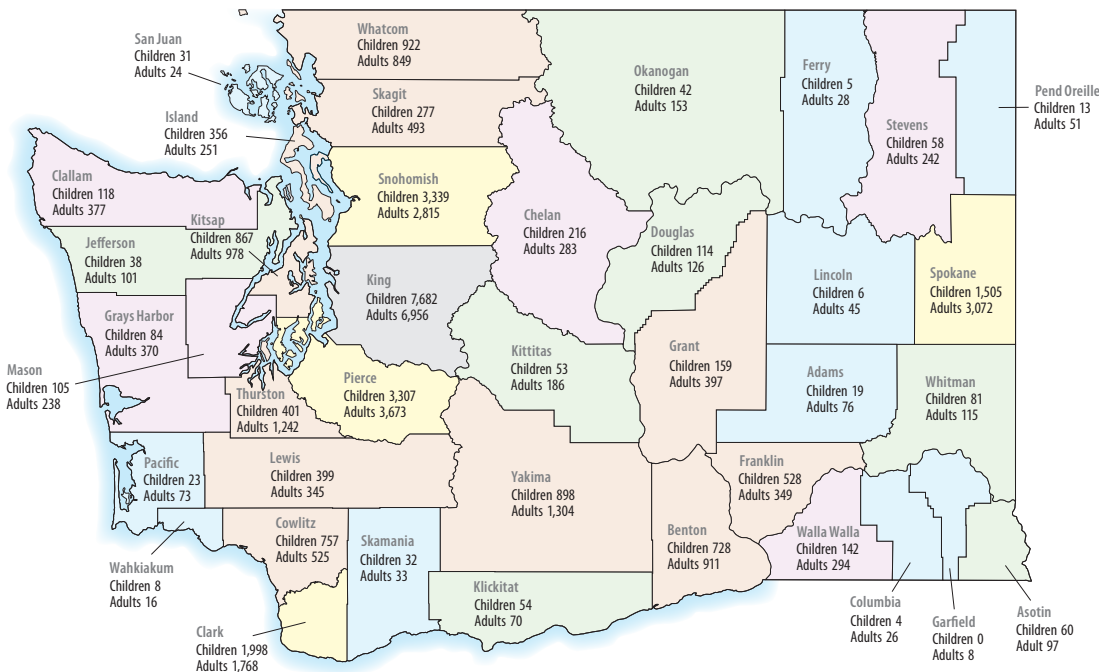 San Juan
Children 31
Adults 24
Whatcom
Children 922
Adults 849
Okanogan
Children 42
Adults 153
Ferry
Children 5
Adults 28
Pend Oreille
Children 13
Adults 51
Skagit
Children 277
Adults 493
Island
Children 356
Adults 251
Stevens
Children 58
Adults 242
Clallam
Children 118
Adults 377
Snohomish
Children 3,339
Adults 2,815
Kitsap
Children 867
Adults 978
Chelan
Children 216
Adults 283
Douglas
Children 114
Adults 126
Jefferson
Children 38
Adults 101
King
Children 7,682
Adults 6,956
Lincoln
Children 6
Adults 45
Spokane
Children 1,505
Adults 3,072
Grays Harbor
Children 84
Adults 370
Mason
Children 105
Adults 238
Kittitas
Children 53
Adults 186
Grant
Children 159
Adults 397
Adams
Children 19
Adults 76
Whitman
Children 81
Adults 115
Pierce
Children 3,307
Adults 3,673
Thurston
Children 401
Adults 1,242
Pacific
Children 23
Adults 73
Lewis
Children 399
Adults 345
Yakima
Children 898
Adults 1,304
Franklin
Children 528
Adults 349
Cowlitz
Children 757
Adults 525
Skamania
Children 32
Adults 33
Benton
Children 728
Adults 911
Walla Walla
Children 142
Adults 294
Wahkiakum
Children 8
Adults 16
Klickitat
Children 54
Adults 70
Clark
Children 1,998
Adults 1,768
Columbia
Children 4
Adults 26
Garfield
Children 0
Adults 8
Asotin
Children 60
Adult 97